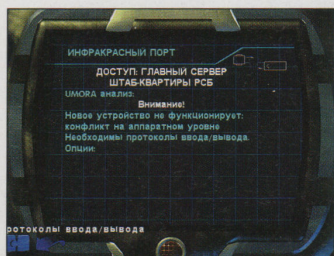 ИНФРАКРАСНЫЙ ПОРТ
ДОСТУП: ГЛАВНЫЙ СЕРВЕР
ШТАБ-КВАРТИРЫ РСБ
UMORA анализ:
Внимание!
Новое устройство не функционирует:
конфликт на аппаратном уровне
Необходимы протоколы ввода/вывода.
Опции:
ротоколы ввода/вывода